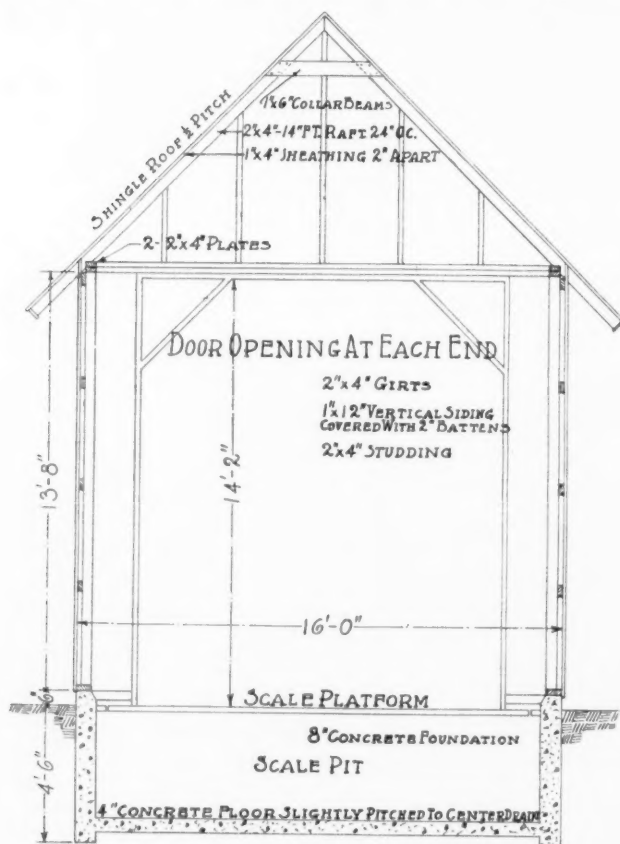 1"x6" COLLAR BEAMS
SHINGLE ROOF ½ PITCH
2"x4"-14 FT. RAFT. 24" O.C.
1"x4" SHEATHING 2" APART
2-2"x4" PLATES
DOOR OPENING AT EACH END
2"x4" GIRTS
1"x12" VERTICAL SIDING
COVERED WITH 2" BATTENS
2"x4" STUDDING
13'-8"
14'-2"
16'-0"
6"
SCALE PLATFORM
8" CONCRETE FOUNDATION
SCALE PIT
4'-6"
4" CONCRETE FLOOR SLIGHTLY PITCHED TO CENTER DRAIN